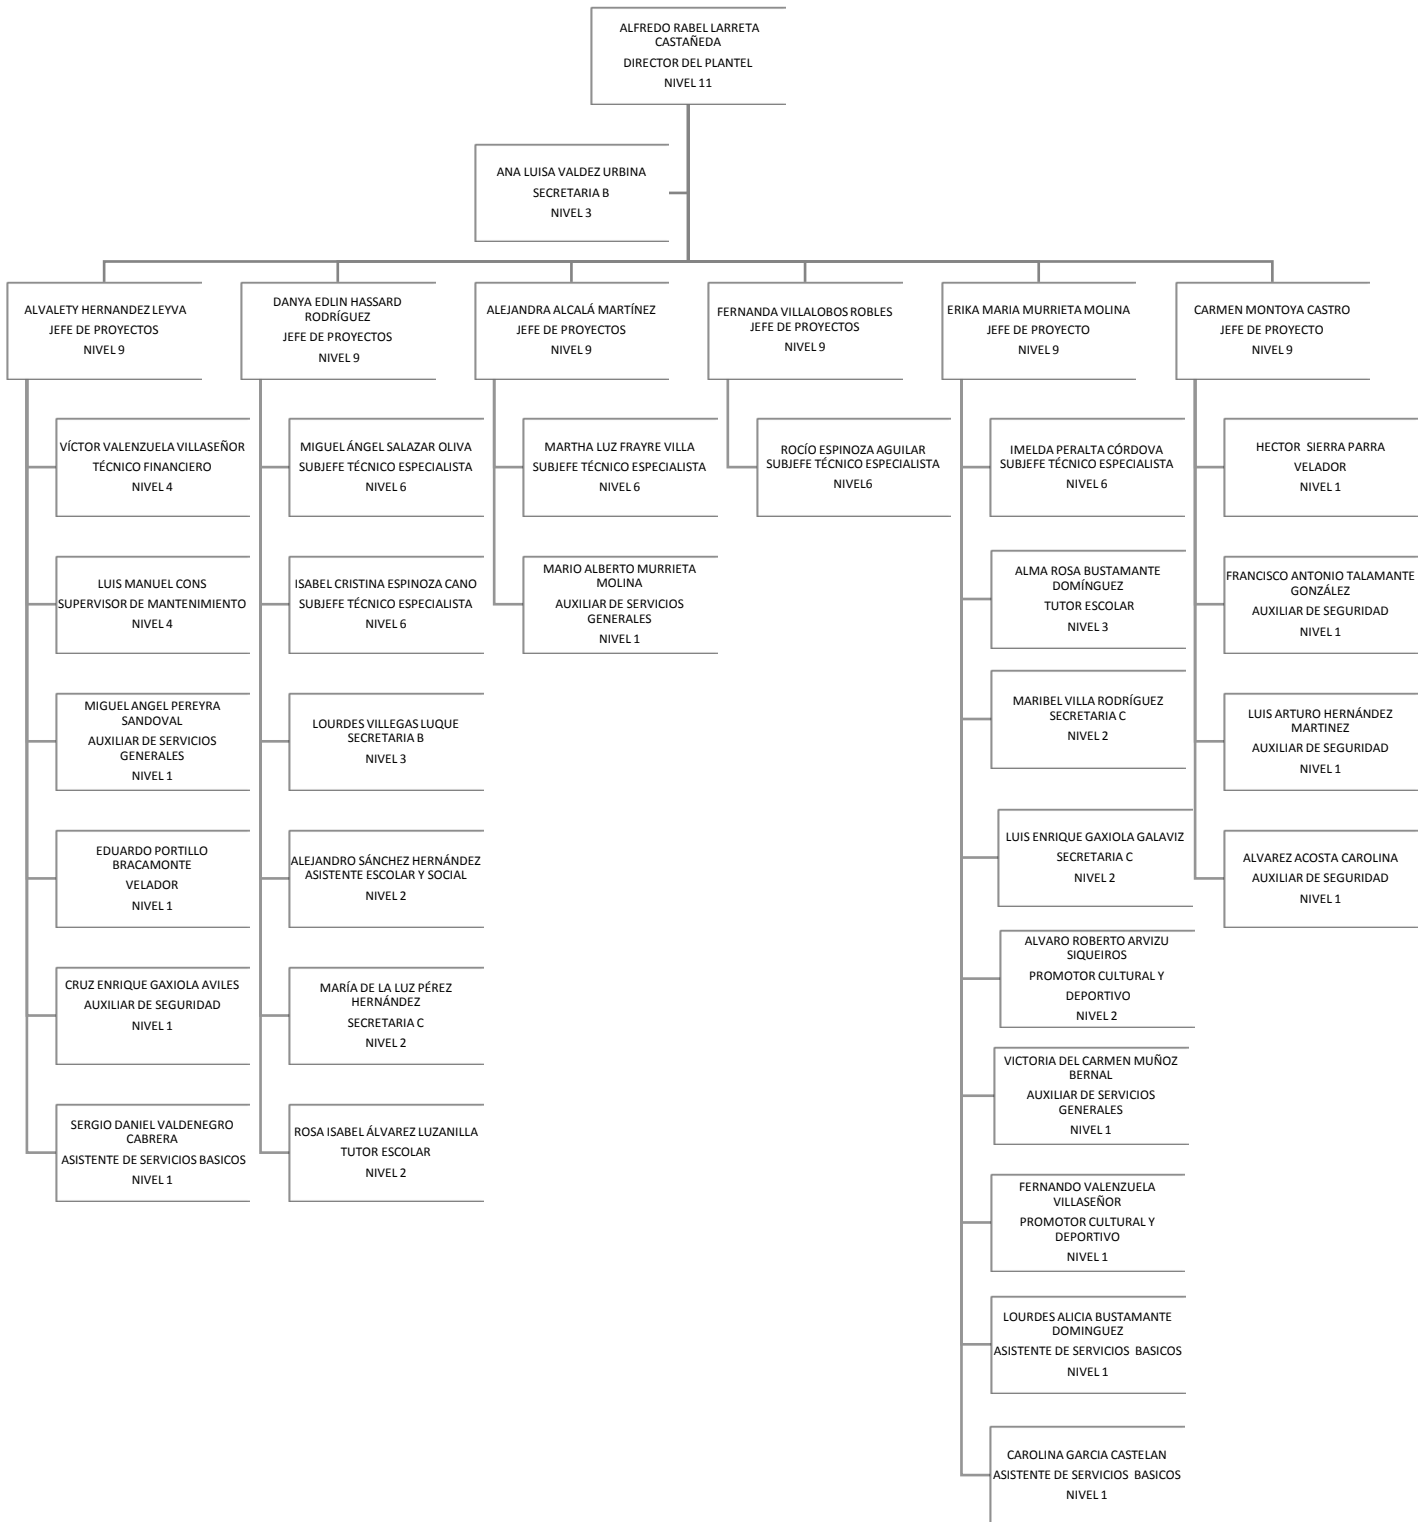 ALFREDO RABEL LARRETA
CASTAÑEDA
DIRECTOR DEL PLANTEL
NIVEL 11
ANA LUISA VALDEZ URBINA
SECRETARIA B
NIVEL 3
ALVALETY HERNANDEZ LEYVA
JEFE DE PROYECTOS
NIVEL 9
DANYA EDLIN HASSARD
RODRÍGUEZ
JEFE DE PROYECTOS
NIVEL 9
ALEJANDRA ALCALÁ MARTÍNEZ
JEFE DE PROYECTOS
NIVEL 9
FERNANDA VILLALOBOS ROBLES
JEFE DE PROYECTOS
NIVEL 9
ERIKA MARIA MURRIETA MOLINA
JEFE DE PROYECTO
NIVEL 9
CARMEN MONTOYA CASTRO
JEFE DE PROYECTO
NIVEL 9
VÍCTOR VALENZUELA VILLASEÑOR
TÉCNICO FINANCIERO
NIVEL 4
LUIS MANUEL CONS
SUPERVISOR DE MANTENIMIENTO
NIVEL 4
MIGUEL ANGEL PEREYRA
SANDOVAL
AUXILIAR DE SERVICIOS
GENERALES
NIVEL 1
EDUARDO PORTILLO
BRACAMONTE
VELADOR
NIVEL 1
CRUZ ENRIQUE GAXIOLA AVILES
AUXILIAR DE SEGURIDAD
NIVEL 1
SERGIO DANIEL VALDENEGRO
CABRERA
ASISTENTE DE SERVICIOS BASICOS
NIVEL 1
MIGUEL ÁNGEL SALAZAR OLIVA
SUBJEFE TÉCNICO ESPECIALISTA
NIVEL 6
ISABEL CRISTINA ESPINOZA CANO
SUBJEFE TÉCNICO ESPECIALISTA
NIVEL 6
LOURDES VILLEGAS LUQUE
SECRETARIA B
NIVEL 3
ALEJANDRO SÁNCHEZ HERNÁNDEZ
ASISTENTE ESCOLAR Y SOCIAL
NIVEL 2
MARÍA DE LA LUZ PÉREZ
HERNÁNDEZ
SECRETARIA C
NIVEL 2
ROSA ISABEL ÁLVAREZ LUZANILLA
TUTOR ESCOLAR
NIVEL 2
MARTHA LUZ FRAYRE VILLA
SUBJEFE TÉCNICO ESPECIALISTA
NIVEL 6
MARIO ALBERTO MURRIETA
MOLINA
AUXILIAR DE SERVICIOS
GENERALES
NIVEL 1
ROCÍO ESPINOZA AGUILAR
SUBJEFE TÉCNICO ESPECIALISTA
NIVEL6
IMELDA PERALTA CÓRDOVA
SUBJEFE TÉCNICO ESPECIALISTA
NIVEL 6
ALMA ROSA BUSTAMANTE
DOMÍNGUEZ
TUTOR ESCOLAR
NIVEL 3
MARIBEL VILLA RODRÍGUEZ
SECRETARIA C
NIVEL 2
LUIS ENRIQUE GAXIOLA GALAVIZ
SECRETARIA C
NIVEL 2
ALVARO ROBERTO ARVIZU
SIQUEIROS
PROMOTOR CULTURAL Y
DEPORTIVO
NIVEL 2
VICTORIA DEL CARMEN MUÑOZ
BERNAL
AUXILIAR DE SERVICIOS
GENERALES
NIVEL 1
FERNANDO VALENZUELA
VILLASEÑOR
PROMOTOR CULTURAL Y
DEPORTIVO
NIVEL 1
LOURDES ALICIA BUSTAMANTE
DOMINGUEZ
ASISTENTE DE SERVICIOS BASICOS
NIVEL 1
CAROLINA GARCIA CASTELAN
ASISTENTE DE SERVICIOS BASICOS
NIVEL 1
HECTOR SIERRA PARRA
VELADOR
NIVEL 1
FRANCISCO ANTONIO TALAMANTE
GONZÁLEZ
AUXILIAR DE SEGURIDAD
NIVEL 1
LUIS ARTURO HERNÁNDEZ
MARTINEZ
AUXILIAR DE SEGURIDAD
NIVEL 1
ALVAREZ ACOSTA CAROLINA
AUXILIAR DE SEGURIDAD
NIVEL 1